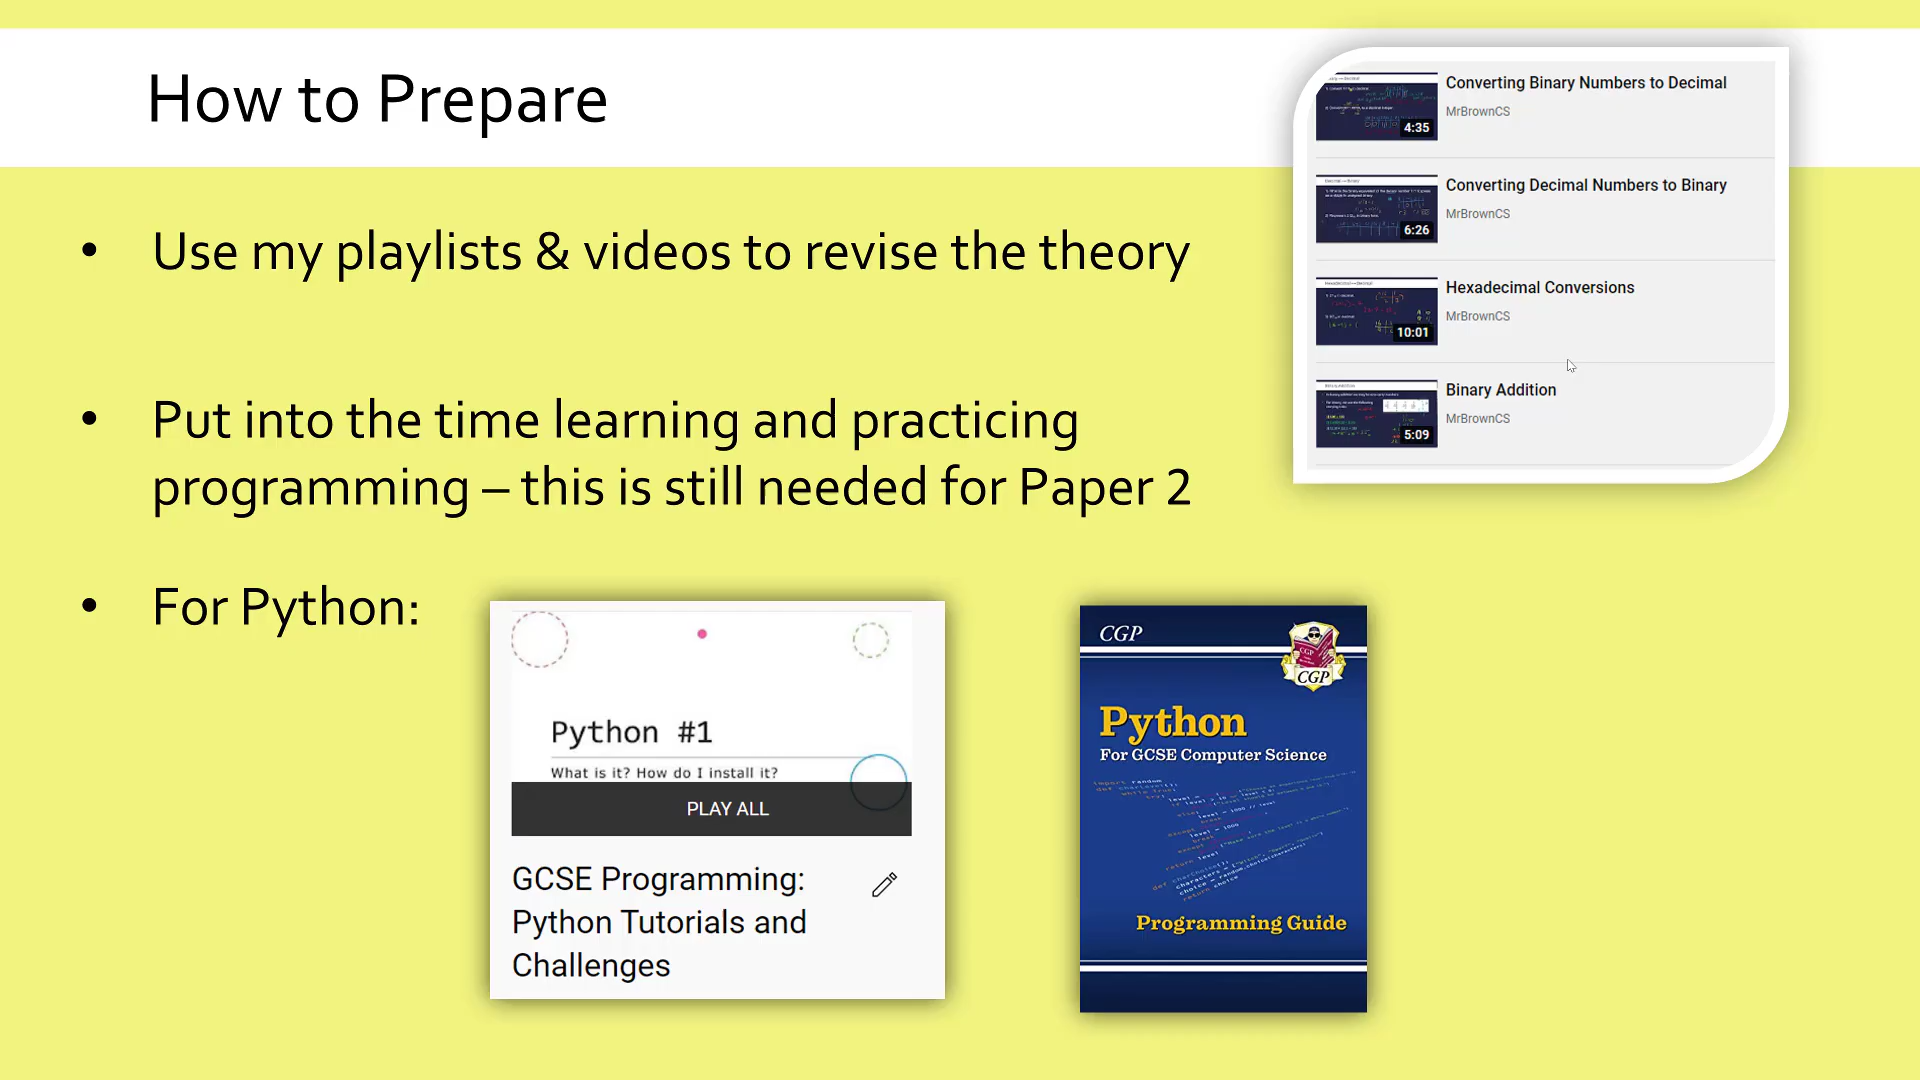 How to Prepare
• Use my playlists & videos to revise the theory
• Put into the time learning and practicing
programming – this is still needed for Paper 2
• For Python:
Converting Binary Numbers to Decimal
MrBrownCS
4:35
Converting Decimal Numbers to Binary
MrBrownCS
6:26
Hexadecimal Conversions
MrBrownCS
10:01
Binary Addition
MrBrownCS
5:09
Python #1
What is it? How do I install it?
PLAY ALL
GCSE Programming:
Python Tutorials and
Challenges
CGP
CGP
CGP
Python
For GCSE Computer Science
import random
Programming Guide